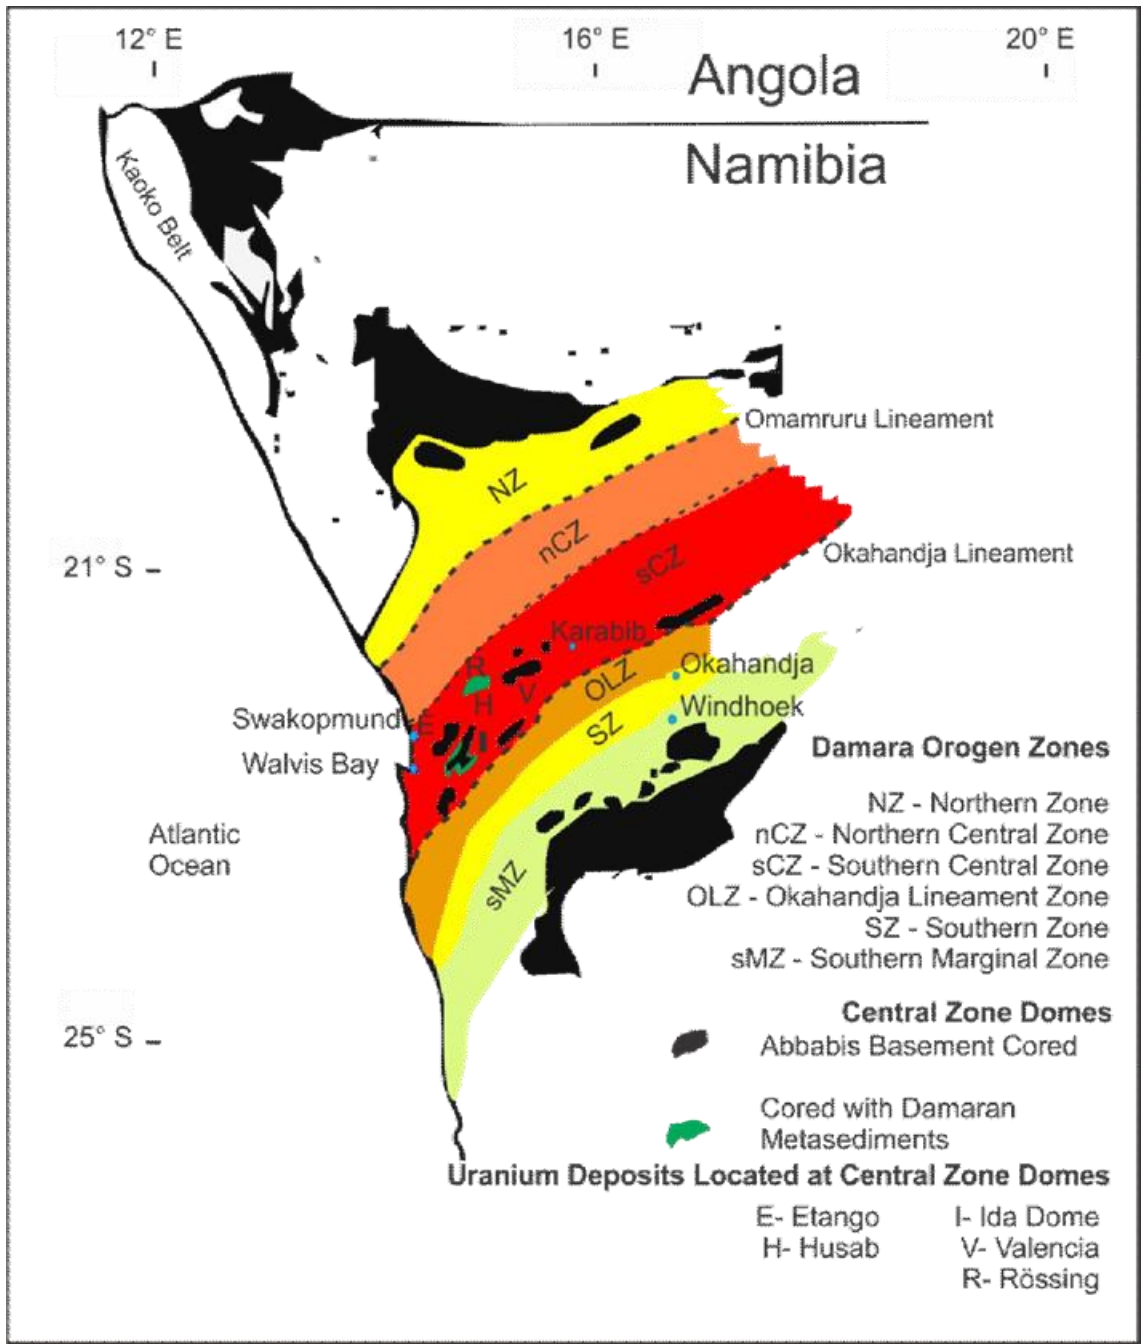 12° E
16° E
20° E
Angola
Namibia
Kaoko Belt
Omamruru Lineament
NZ
nCZ
sCZ
21° S
Okahandja Lineament
Karabib
R
OLZ
Okahandja
H
V
Swakopmund
E
SZ
Windhoek
I
Walvis Bay
Damara Orogen Zones
NZ - Northern Zone
Atlantic
Ocean
nCZ - Northern Central Zone
sCZ - Southern Central Zone
sMZ
OLZ - Okahandja Lineament Zone
SZ - Southern Zone
sMZ - Southern Marginal Zone
Central Zone Domes
25° S
Abbabis Basement Cored
Cored with Damaran
Metasediments
Uranium Deposits Located at Central Zone Domes
E- Etango
I- Ida Dome
H- Husab
V- Valencia
R- Rössing